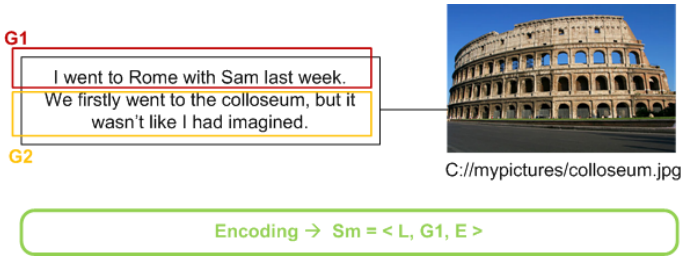 G1
I went to Rome with Sam last week.
We firstly went to the colloseum, but it
wasn't like I had imagined.
G2
C://mypictures/colloseum.jpg
Encoding → Sm = < L, G1, E >